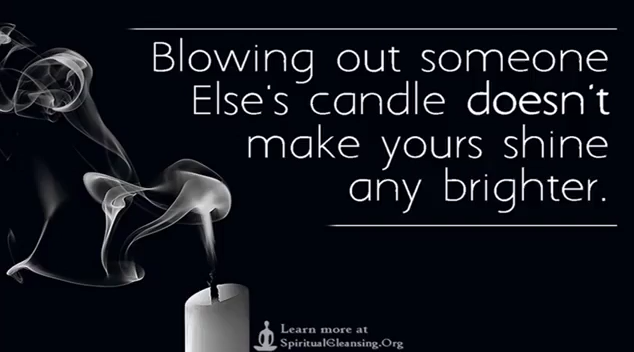 Blowing out someone
Else's candle doesn't
make yours shine
any brighter.
Learn more at
SpiritualCleansing.Org